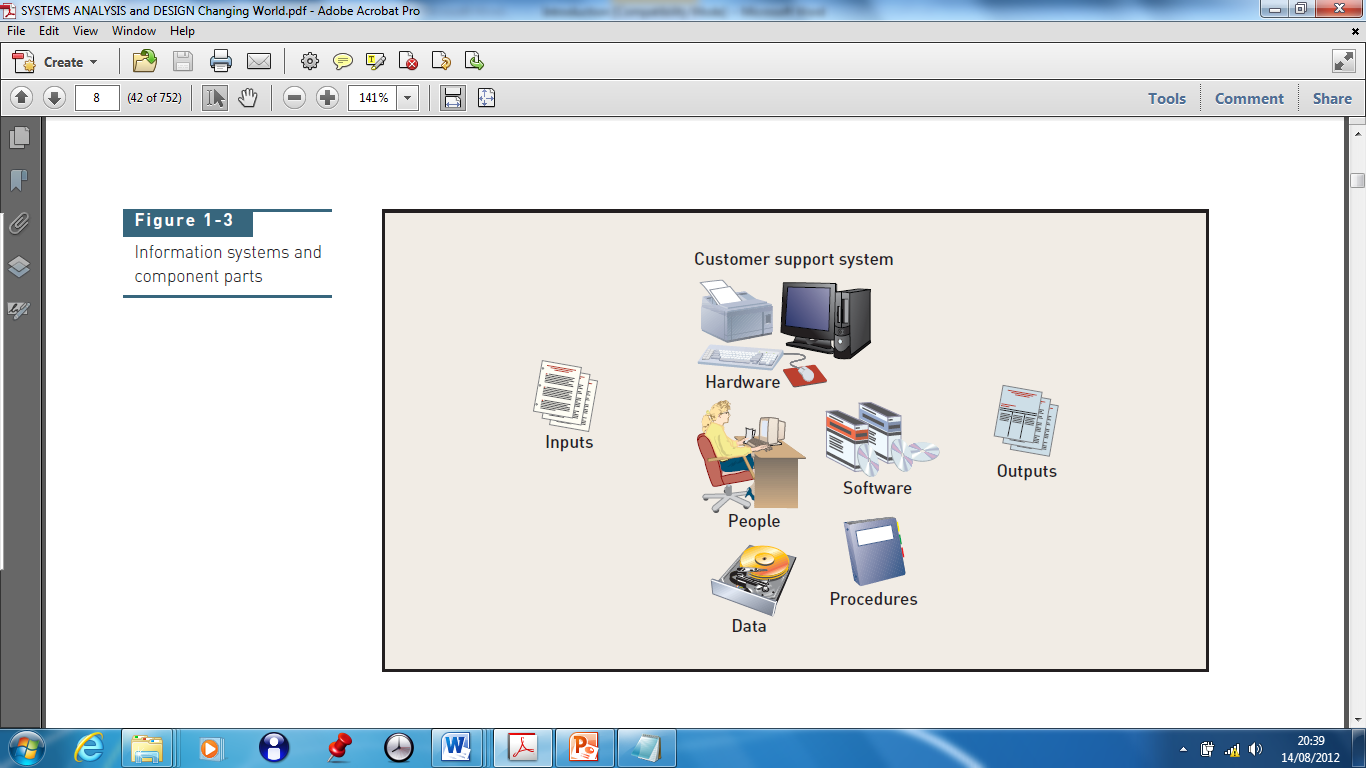 SYSTEMS ANALYSIS and DESIGN Changing World.pdf - Adobe Acrobat Pro
File Edit View Window Help
Create
8 (42 of 752) 141% Tools Comment Share
Figure 1-3
Information systems and
component parts
Customer support system
Hardware
Inputs
Outputs
Software
People
Procedures
Data
20:39
14/08/2012